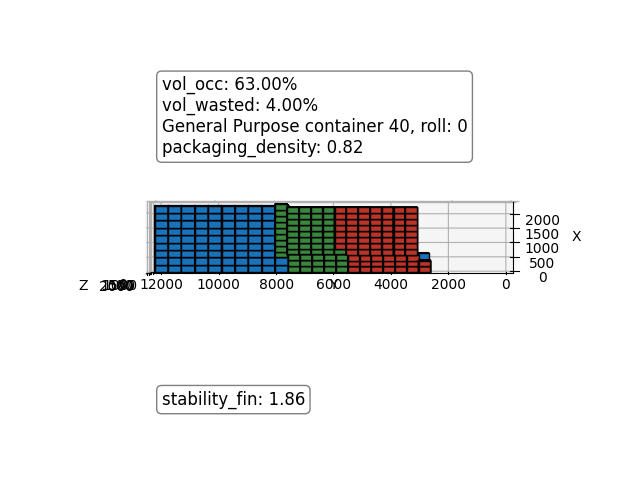 vol_occ: 63.00%
vol_wasted: 4.00%
General Purpose container 40, roll: 0
packaging_density: 0.82
2000
1500
1000
500
0
X
Z
12000
10000
8000
6000
4000
2000
0
Y
stability_fin: 1.86